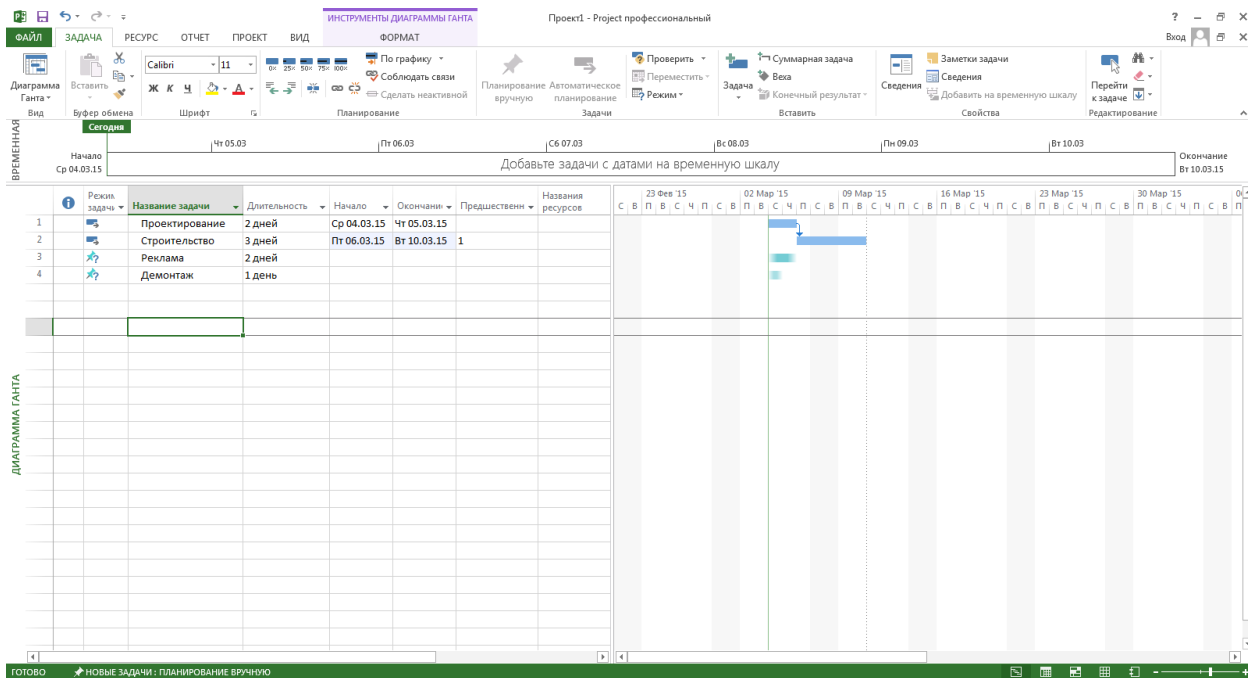 ИНСТРУМЕНТЫ ДИАГРАММЫ ГАНТА
Проект1 - Project профессиональный
ФАЙЛ ЗАДАЧА РЕСУРС ОТЧЕТ ПРОЕКТ ВИД ФОРМАТ Вход
Диаграмма Ганта
Вид
Вставить
Буфер обмена
Calibri 11
Ж К Ч А
Шрифт
0× 25× 50× 75× 100×
По графику
Соблюдать связи
Сделать неактивной
Планирование
Планирование вручную
Автоматическое планирование
Проверить
Переместить
Режим
Задачи
Задача
Суммарная задача
Веха
Конечный результат
Вставить
Сведения
Заметки задачи
Сведения
Добавить на временную шкалу
Свойства
Перейти к задаче
Редактирование
ВРЕМЕННАЯ
Сегодня
Чт 05.03 Пт 06.03 Сб 07.03 Вс 08.03 Пн 09.03 Вт 10.03
Начало
Ср 04.03.15
Добавьте задачи с датами на временную шкалу
Окончание
Вт 10.03.15
Режим задачи Название задачи Длительность Начало Окончание Предшественн Названия ресурсов
23 Фев '15 02 Мар '15 09 Мар '15 16 Мар '15 23 Мар '15 30 Мар '15
С В П В С Ч П С В П В С Ч П С В П В С Ч П С В П В С Ч П С В П В С Ч П С В П В С Ч П С В П
1 Проектирование 2 дней Ср 04.03.15 Чт 05.03.15
2 Строительство 3 дней Пт 06.03.15 Вт 10.03.15 1
3 Реклама 2 дней
4 Демонтаж 1 день
ДИАГРАММА ГАНТА
ГОТОВО НОВЫЕ ЗАДАЧИ : ПЛАНИРОВАНИЕ ВРУЧНУЮ